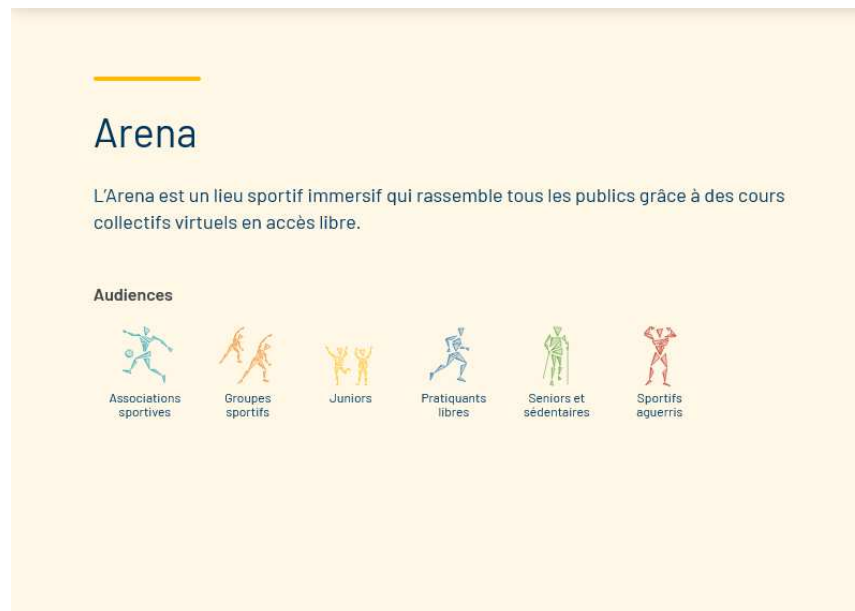 Arena
L'Arena est un lieu sportif immersif qui rassemble tous les publics grâce à des cours
collectifs virtuels en accès libre.
Audiences
Associations
sportives
Groupes
sportifs
Juniors
Pratiquants
libres
Seniors et
sédentaires
Sportifs
aguerris